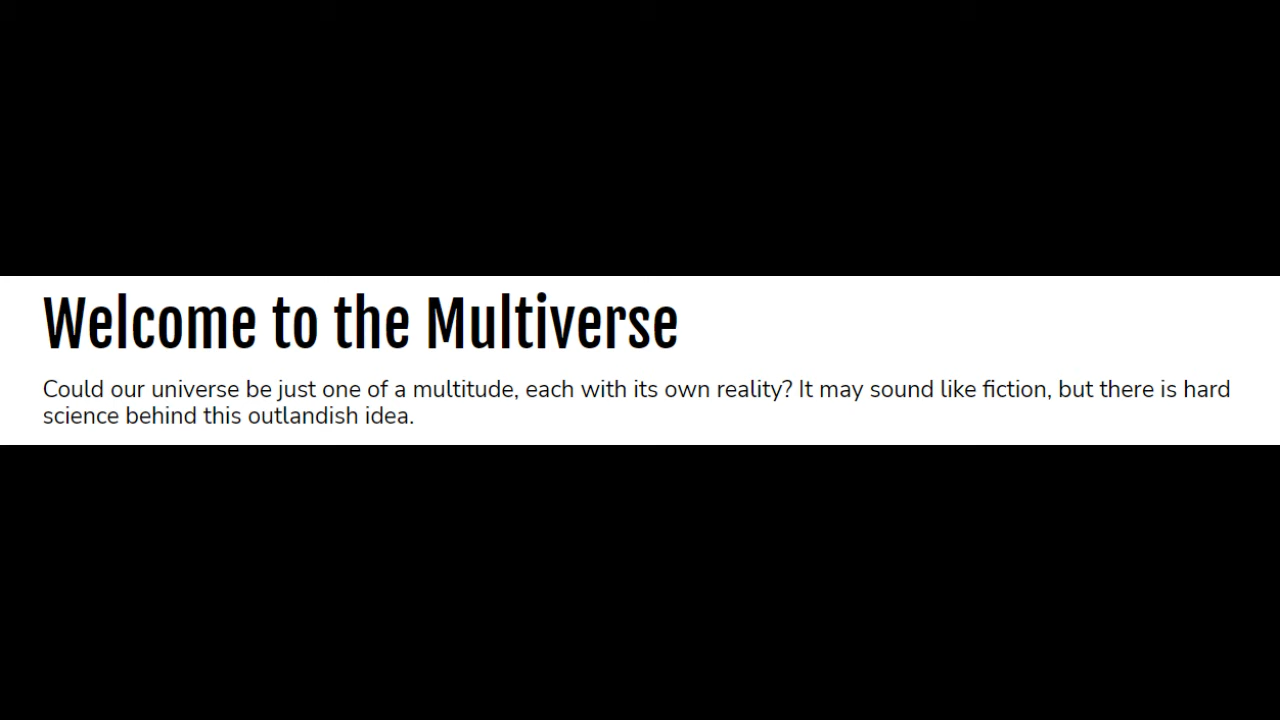 Welcome to the Multiverse
Could our universe be just one of a multitude, each with its own reality? It may sound like fiction, but there is hard
science behind this outlandish idea.